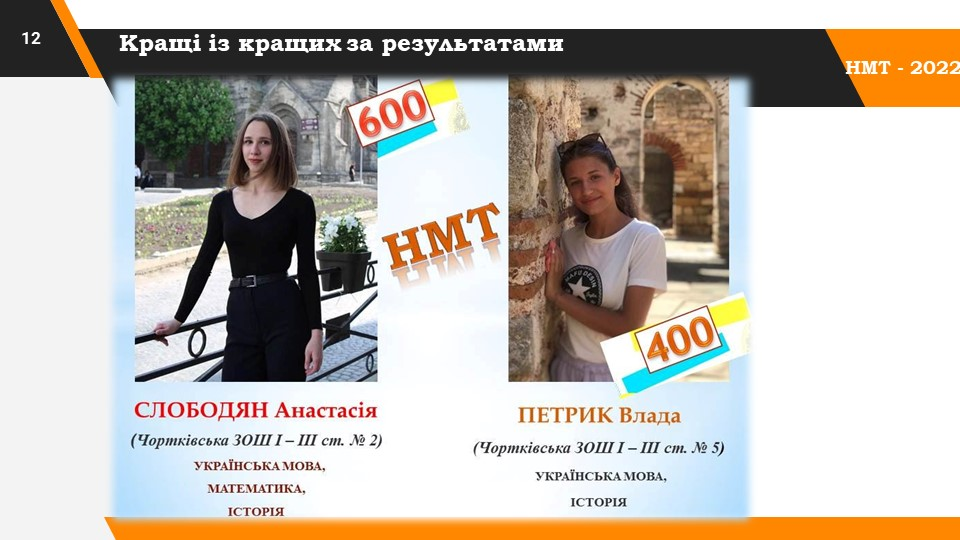 12
Кращі із кращих за результатами
НМТ - 2022
600
НМТ
400
СЛОБОДЯН Анастасія
(Чортківська ЗОШ І – ІІІ ст. № 2)
УКРАЇНСЬКА МОВА,
МАТЕМАТИКА,
ІСТОРІЯ
ПЕТРИК Влада
(Чортківська ЗОШ І – ІІІ ст. № 5)
УКРАЇНСЬКА МОВА,
ІСТОРІЯ